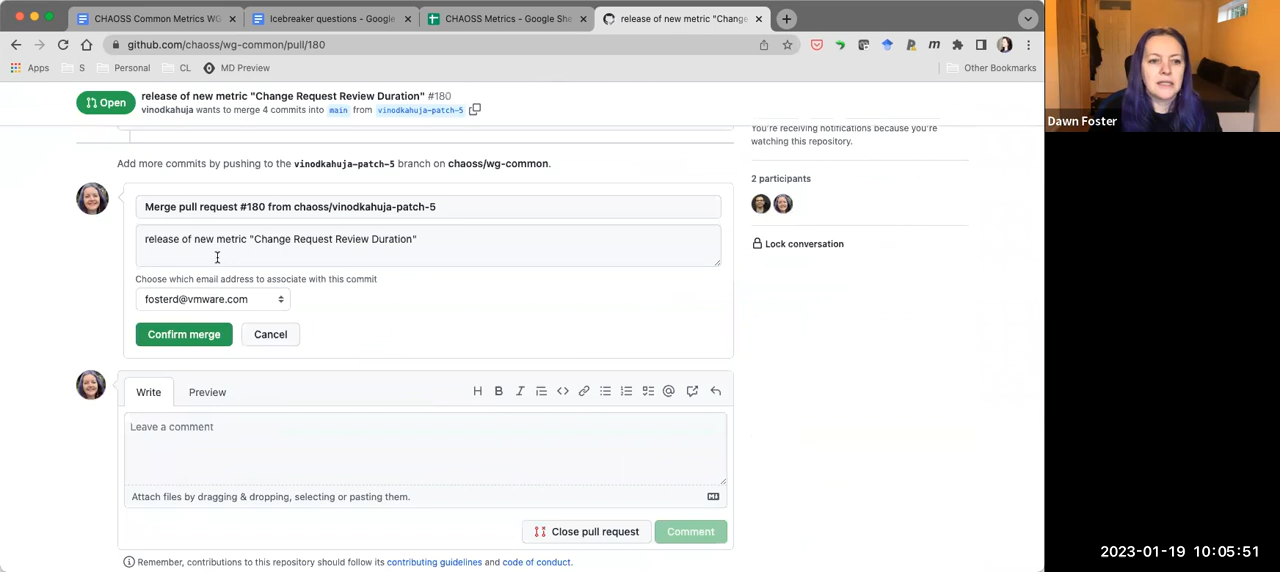 CHAOSS Common Metrics WG
Icebreaker questions - Google
CHAOSS Metrics - Google She
release of new metric "Change
github.com/chaoss/wg-common/pull/180
Apps
S
Personal
CL
MD Preview
Other Bookmarks
Open
release of new metric "Change Request Review Duration" #180
vinodkahuja wants to merge 4 commits into main from vinodkahuja-patch-5
Dawn Foster
You're receiving notifications because you're
watching this repository.
Add more commits by pushing to the vinodkahuja-patch-5 branch on chaoss/wg-common.
2 participants
Merge pull request #180 from chaoss/vinodkahuja-patch-5
release of new metric "Change Request Review Duration"
Lock conversation
Choose which email address to associate with this commit
fosterd@vmware.com
Confirm merge
Cancel
Write
Preview
Leave a comment
Attach files by dragging & dropping, selecting or pasting them.
Close pull request
Comment
Remember, contributions to this repository should follow its contributing guidelines and code of conduct.
2023-01-19 10:05:51